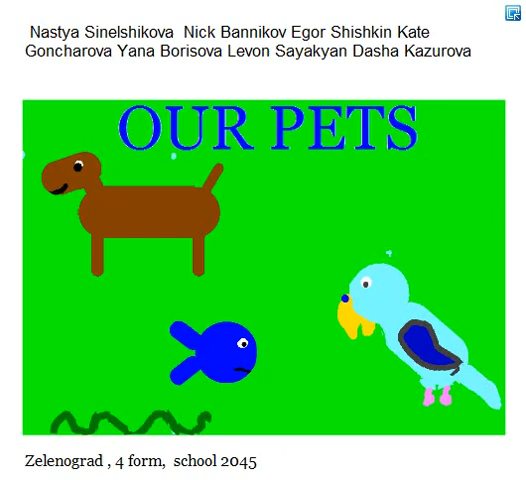 Nastya Sinelshikova Nick Bannikov Egor Shishkin Kate
Goncharova Yana Borisova Levon Sayakyan Dasha Kazurova
OUR PETS
Zelenograd , 4 form, school 2045